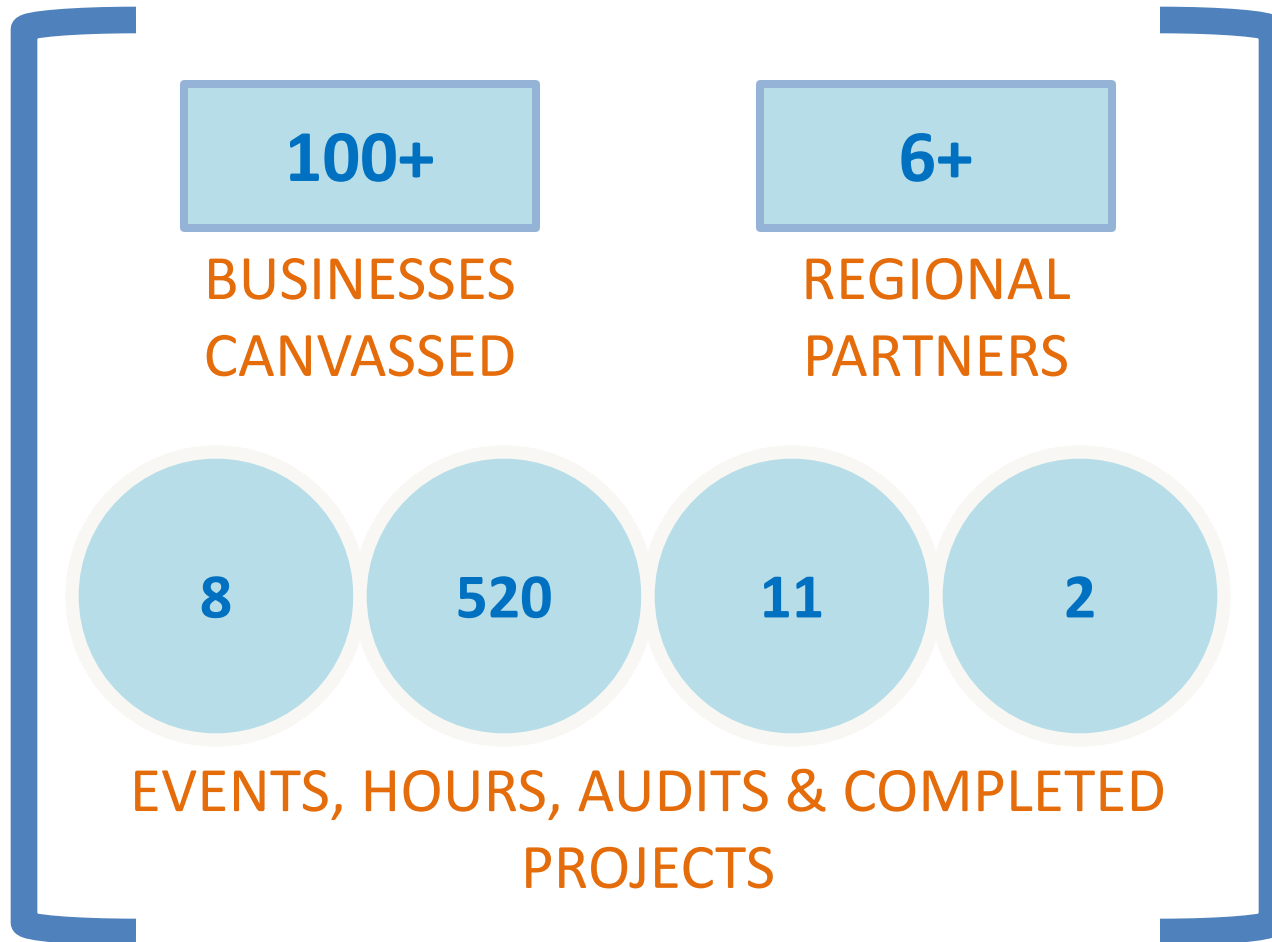 100+
6+
BUSINESSES
CANVASSED
REGIONAL
PARTNERS
8
520
11
2
EVENTS, HOURS, AUDITS & COMPLETED
PROJECTS